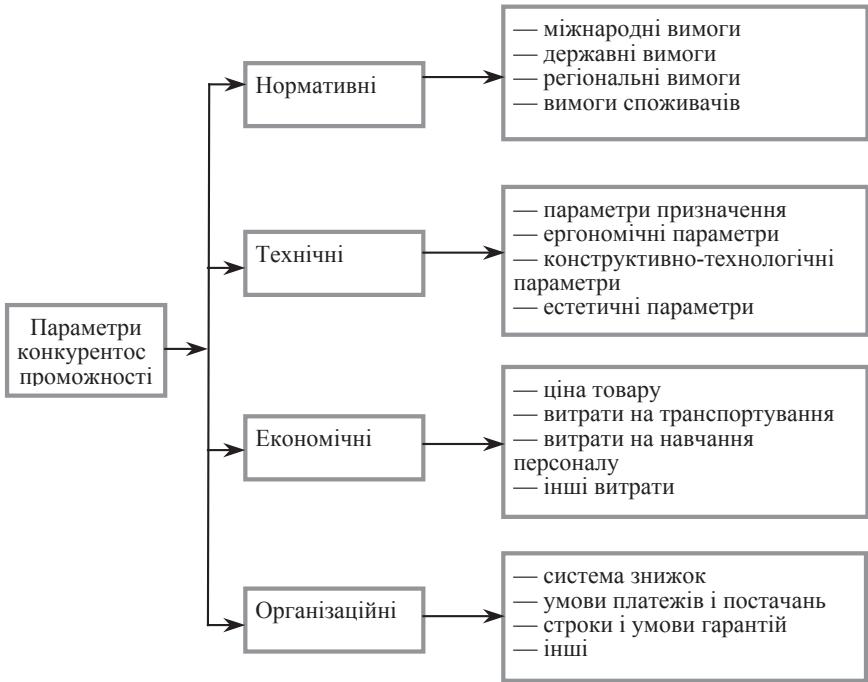 Нормативні
— міжнародні вимоги
— державні вимоги
— регіональні вимоги
— вимоги споживачів
Технічні
— параметри призначення
— ергономічні параметри
— конструктивно-технологічні
параметри
— естетичні параметри
Параметри
конкурентос
проможності
Економічні
— ціна товару
— витрати на транспортування
— витрати на навчання
персоналу
— інші витрати
Організаційні
— система знижок
— умови платежів і постачань
— строки і умови гарантій
— інші